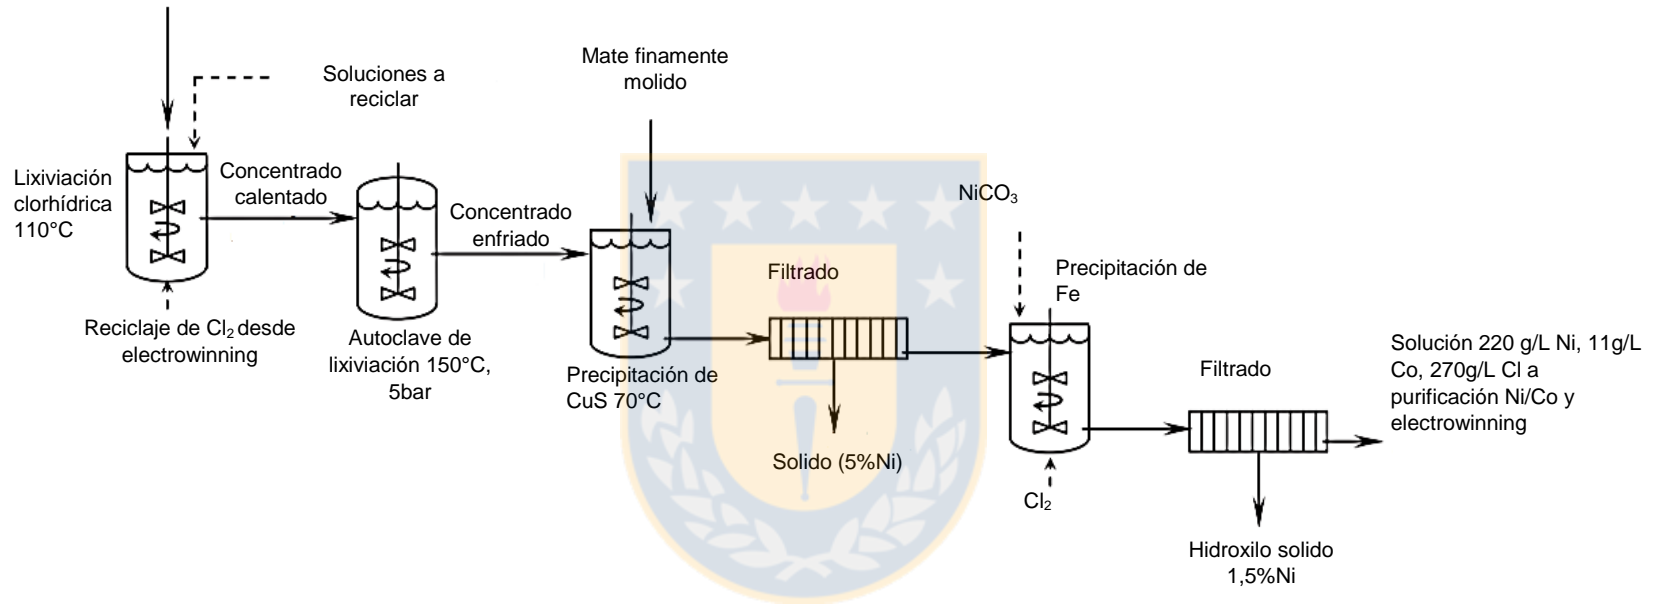 Soluciones a
reciclar
Mate finamente
molido
Lixiviación
clorhídrica
110°C
Concentrado
calentado
Concentrado
enfriado
NiCO₃
Filtrado
Precipitación de
Fe
Reciclaje de Cl₂ desde
electrowinning
Autoclave de
lixiviación 150°C,
5bar
Precipitación de
CuS 70°C
Solido (5%Ni)
Filtrado
Solución 220 g/L Ni, 11g/L
Co, 270g/L Cl a
purificación Ni/Co y
electrowinning
Cl₂
Hidroxilo solido
1,5%Ni